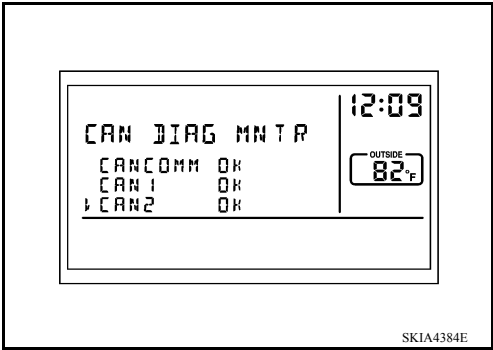 12:09
CAN DIAG MNTR
OUTSIDE
82°F
CANCOMM OK
CAN1 OK
CAN2 OK
SKIA4384E